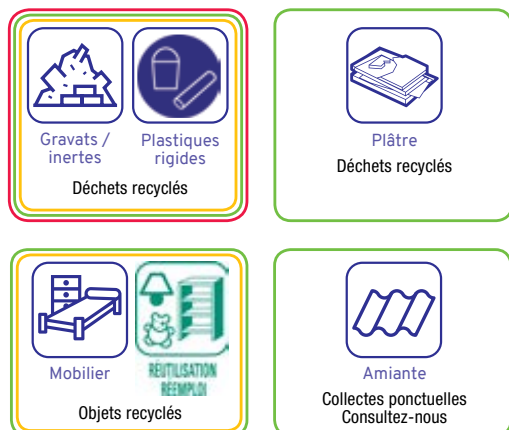 Gravats /
inertes
Plastiques
rigides
Déchets recyclés
Plâtre
Déchets recyclés
Mobilier
RÉUTILISATION
RÉEMPLOI
Objets recyclés
Amiante
Collectes ponctuelles
Consultez-nous